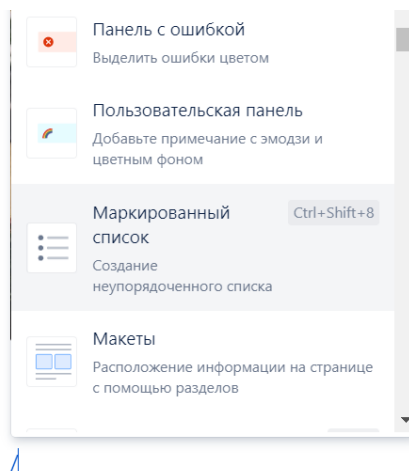 Панель с ошибкой
Выделить ошибки цветом
Пользовательская панель
Добавьте примечание с эмодзи и
цветным фоном
Маркированный
список
Ctrl+Shift+8
Создание
неупорядоченного списка
Макеты
Расположение информации на странице
с помощью разделов
/